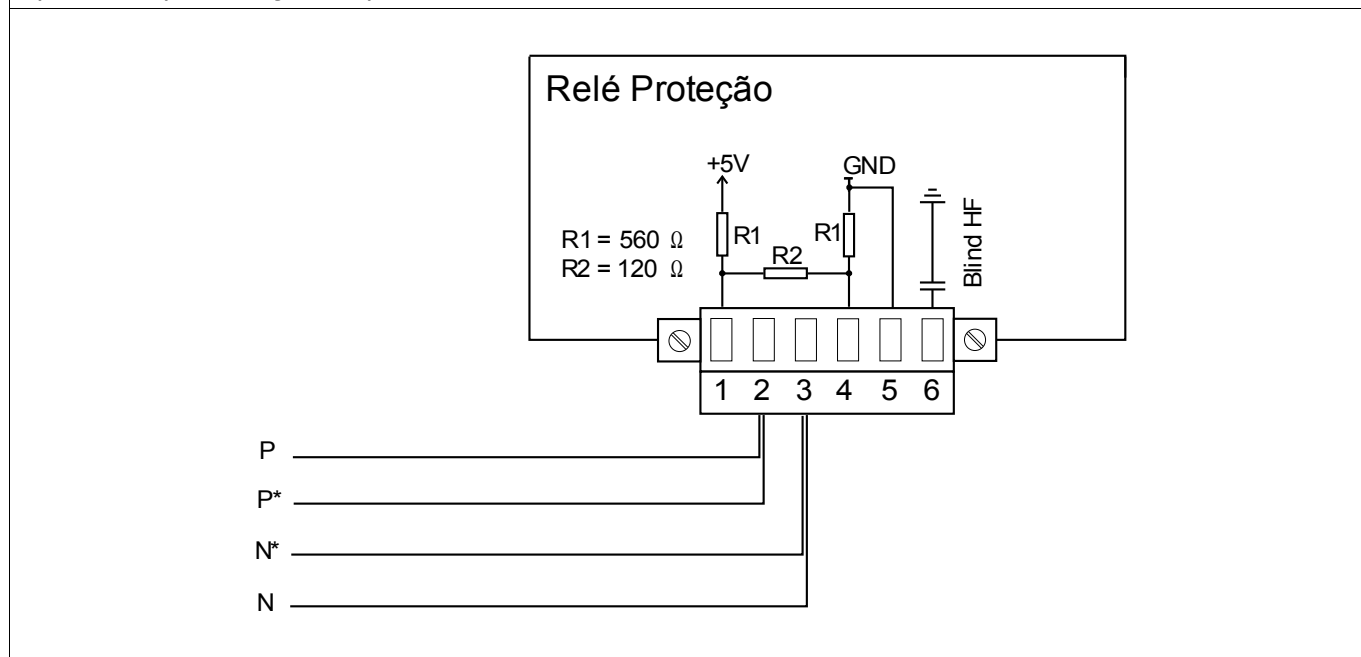 Relé Proteção
+5V
GND
R1 = 560 Ω
R2 = 120 Ω
R1
R1
R2
Blind HF
1 2 3 4 5 6
P
P*
N*
N